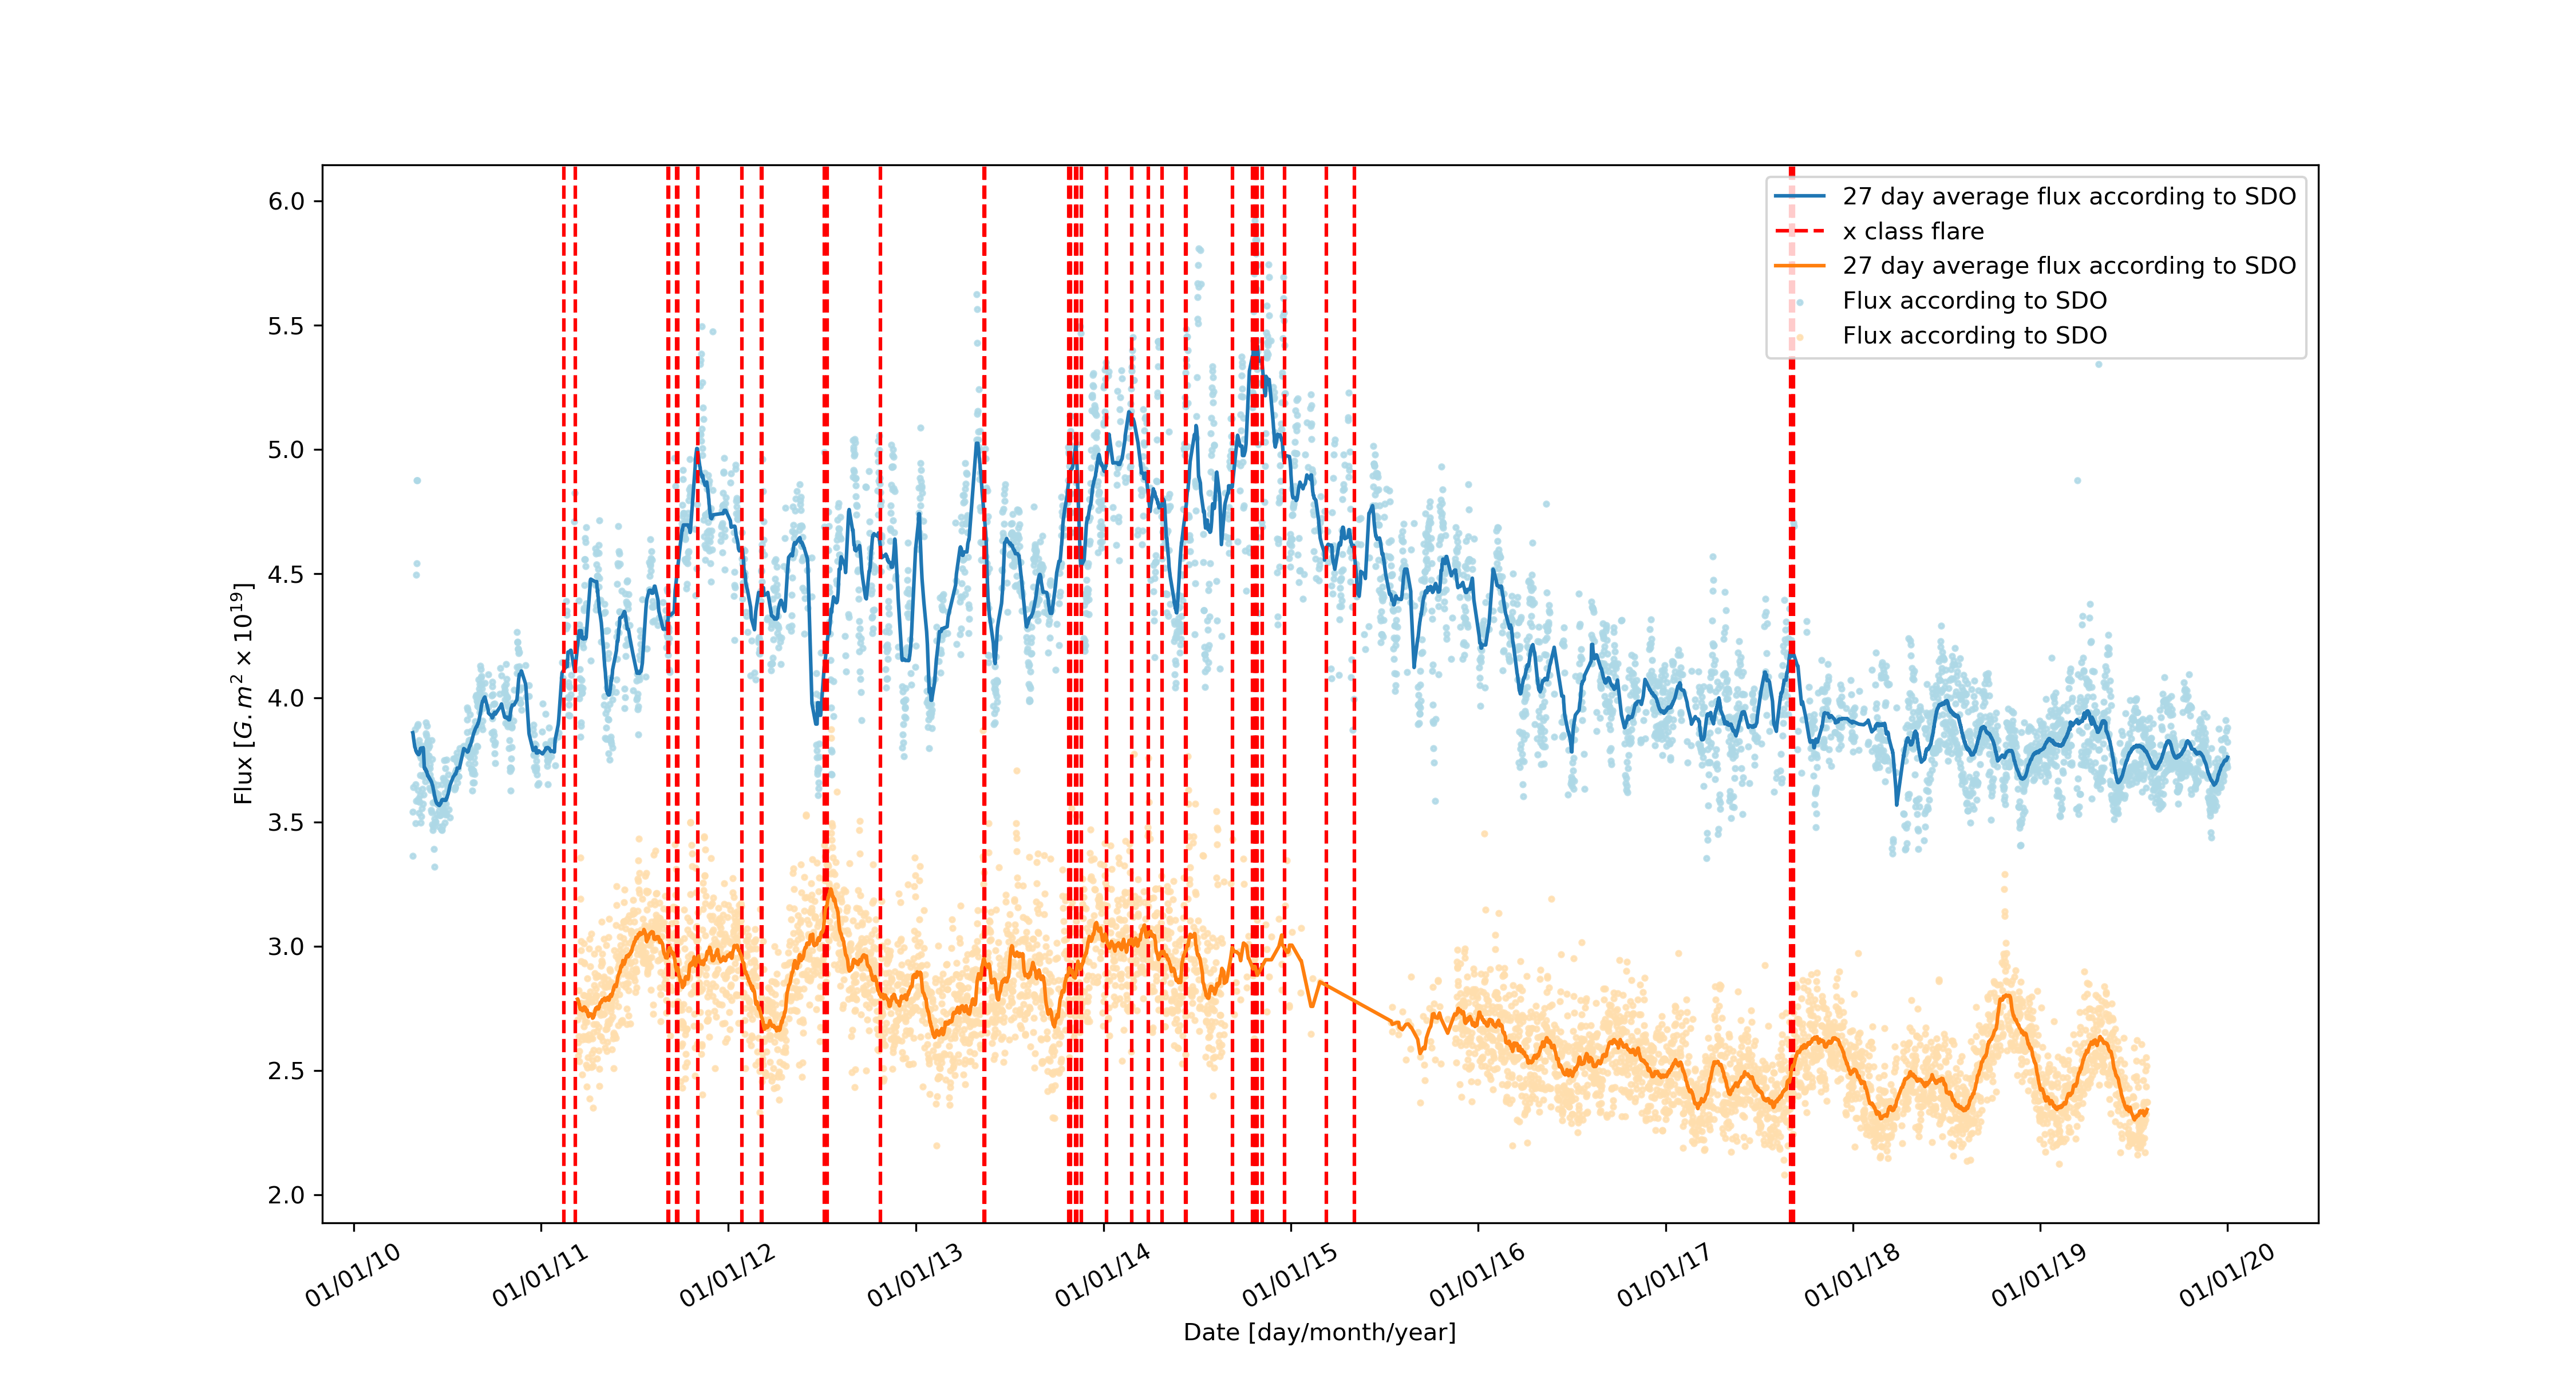 27 day average flux according to SDO
x class flare
27 day average flux according to SDO
Flux according to SDO
Flux according to SDO
6.0
5.5
5.0
4.5
4.0
3.5
3.0
2.5
2.0
Flux [G.m² × 10¹⁹]
01/01/10
01/01/11
01/01/12
01/01/13
01/01/14
01/01/15
01/01/16
01/01/17
01/01/18
01/01/19
01/01/20
Date [day/month/year]